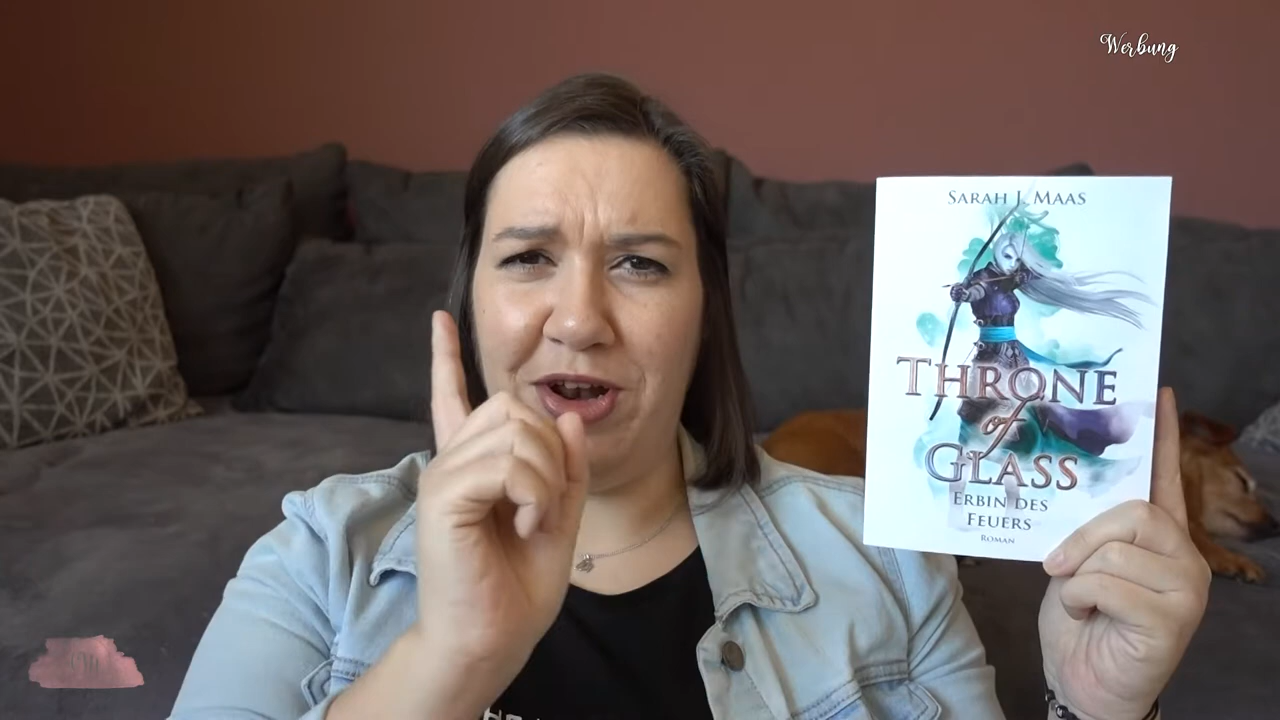 Werbung
SARAH J. MAAS
THRONE
of
GLASS
ERBIN DES
FEUERS
ROMAN